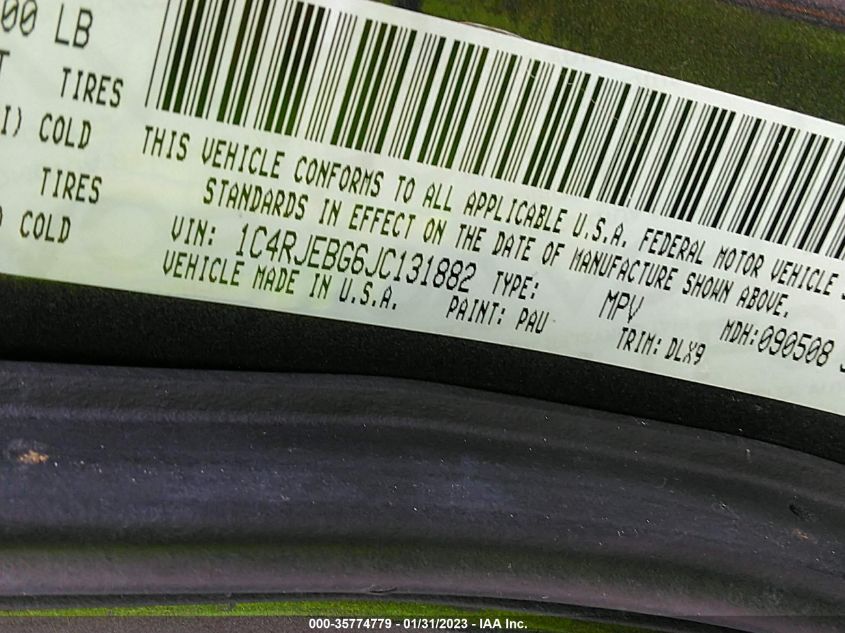 00 LB
T TIRES
I) COLD
TIRES
) COLD
THIS VEHICLE CONFORMS TO ALL APPLICABLE U.S.A. FEDERAL MOTOR VEHICLE
STANDARDS IN EFFECT ON THE DATE OF MANUFACTURE SHOWN ABOVE.
VIN: 1C4RJEBG6JC131882 TYPE: MPV MDH:090508
VEHICLE MADE IN U.S.A. PAINT: PAU TRIM: DLX9
000-35774779 - 01/31/2023 - IAA Inc.